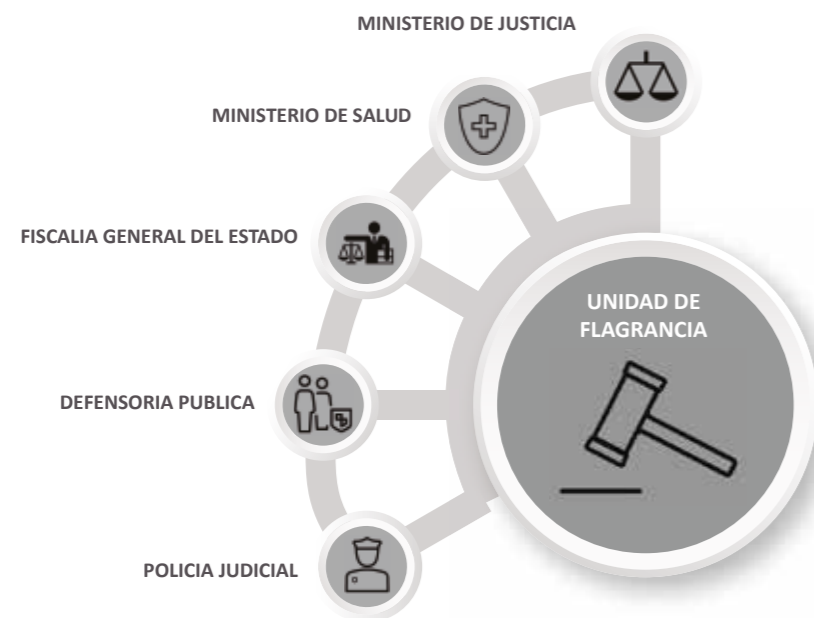 MINISTERIO DE JUSTICIA
MINISTERIO DE SALUD
FISCALIA GENERAL DEL ESTADO
UNIDAD DE
FLAGRANCIA
DEFENSORIA PUBLICA
POLICIA JUDICIAL